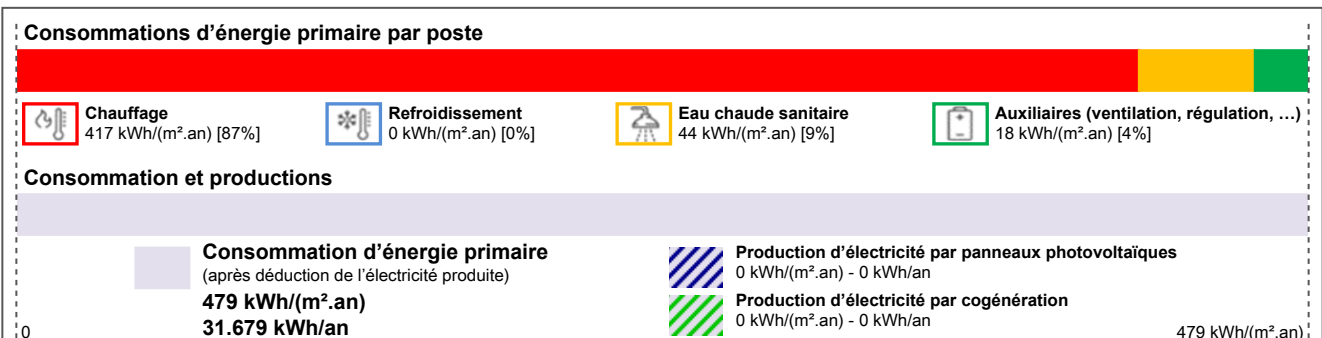 Consommations d'énergie primaire par poste
Chauffage
417 kWh/(m².an) [87%]
Refroidissement
0 kWh/(m².an) [0%]
Eau chaude sanitaire
44 kWh/(m².an) [9%]
Auxiliaires (ventilation, régulation, …)
18 kWh/(m².an) [4%]
Consommation et productions
Consommation d'énergie primaire
(après déduction de l'électricité produite)
479 kWh/(m².an)
31.679 kWh/an
Production d'électricité par panneaux photovoltaïques
0 kWh/(m².an) - 0 kWh/an
Production d'électricité par cogénération
0 kWh/(m².an) - 0 kWh/an
0
479 kWh/(m².an)